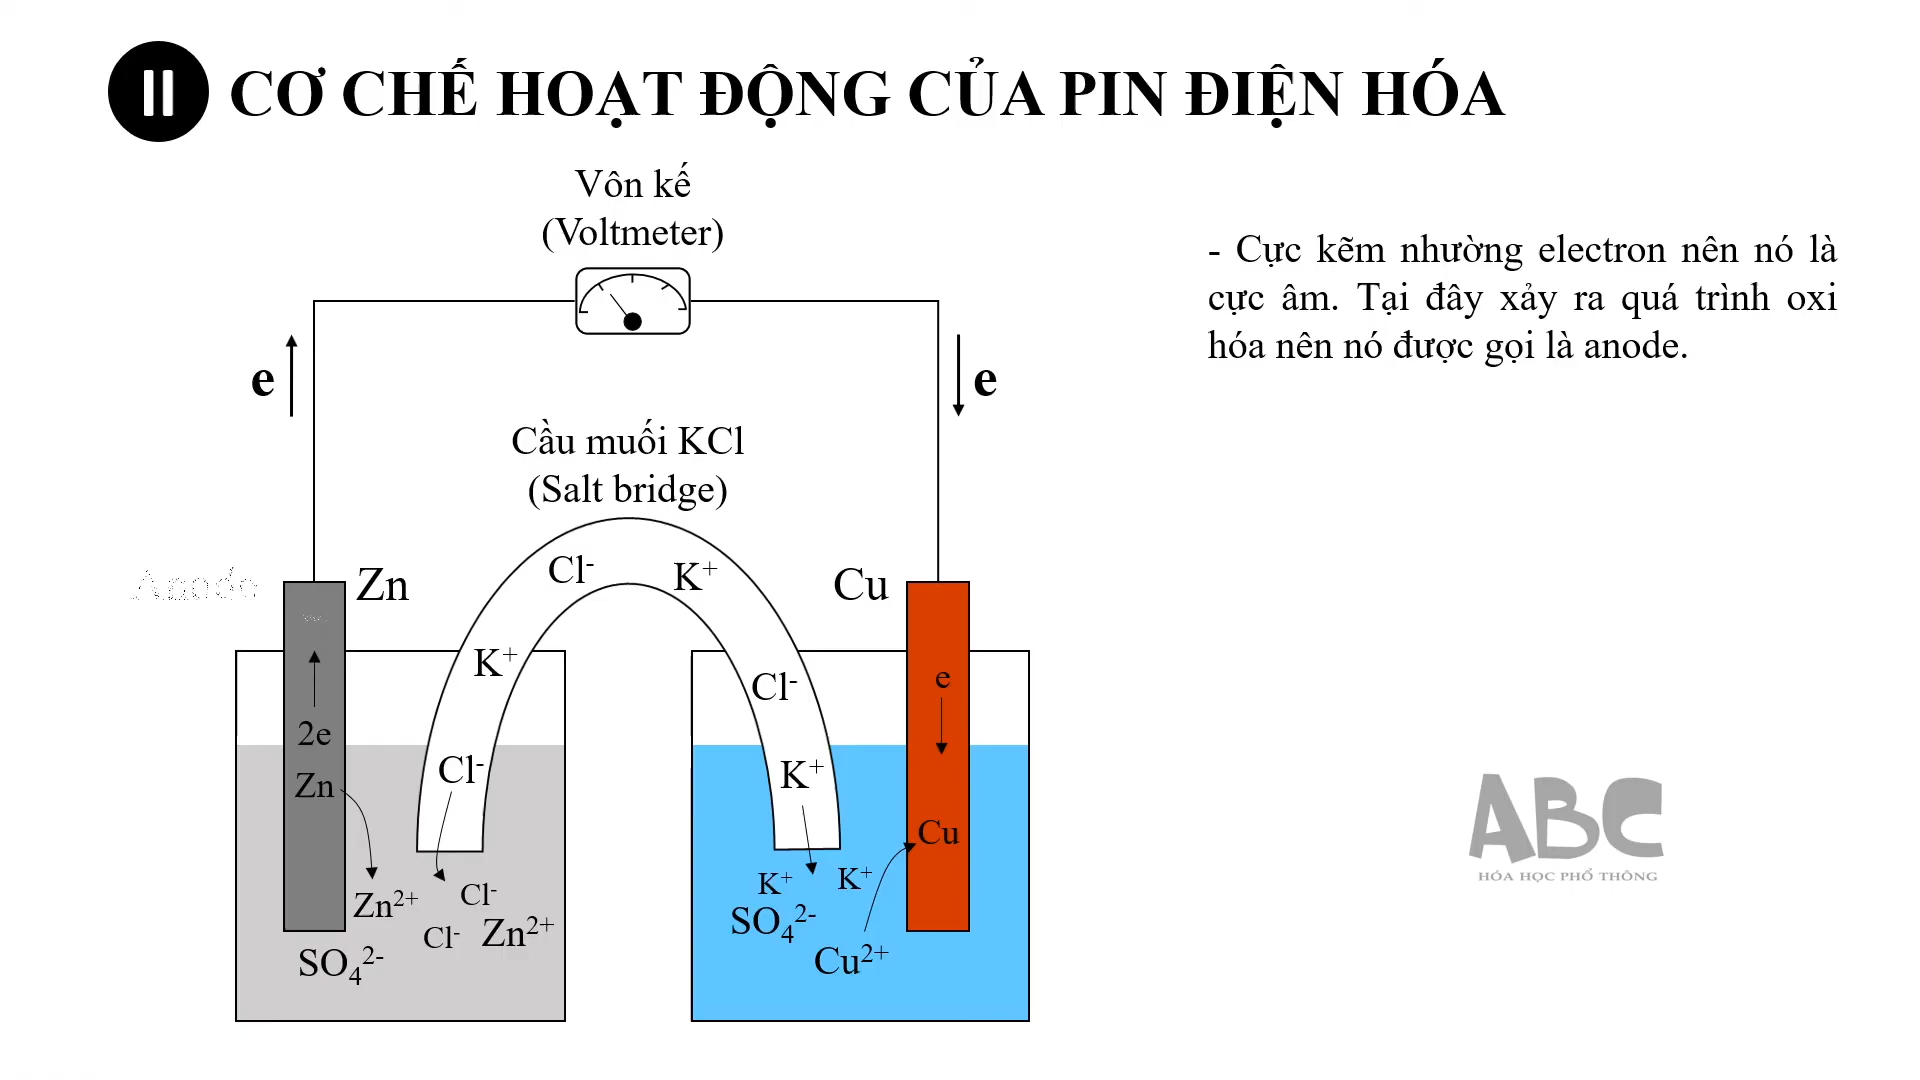 II CƠ CHẾ HOẠT ĐỘNG CỦA PIN ĐIỆN HÓA
Vôn kế
(Voltmeter)
- Cực kẽm nhường electron nên nó là
cực âm. Tại đây xảy ra quá trình oxi
hóa nên nó được gọi là anode.
e
e
Cầu muối KCl
(Salt bridge)
Cl⁻
K⁺
Anode
Zn
Cu
K⁺
Cl⁻
e
2e
Zn
Cl⁻
K⁺
Cu
Zn²⁺
Cl⁻
Cl⁻
Zn²⁺
SO₄²⁻
K⁺
K⁺
SO₄²⁻
Cu²⁺
ABC
HÓA HỌC PHỔ THÔNG